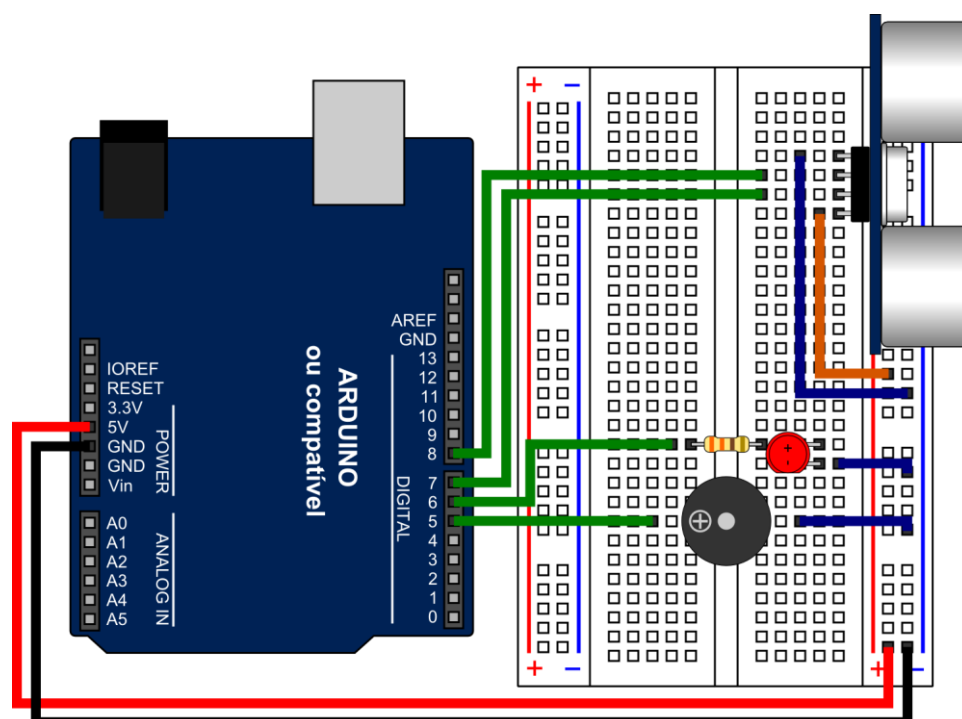 + −
AREF
GND
13
12
11
10
9
8
7
6
5
4
3
2
1
0
DIGITAL
ARDUINO
ou compatível
IOREF
RESET
3.3V
5V
GND
GND
Vin
POWER
A0
A1
A2
A3
A4
A5
ANALOG IN
+ −
+ −